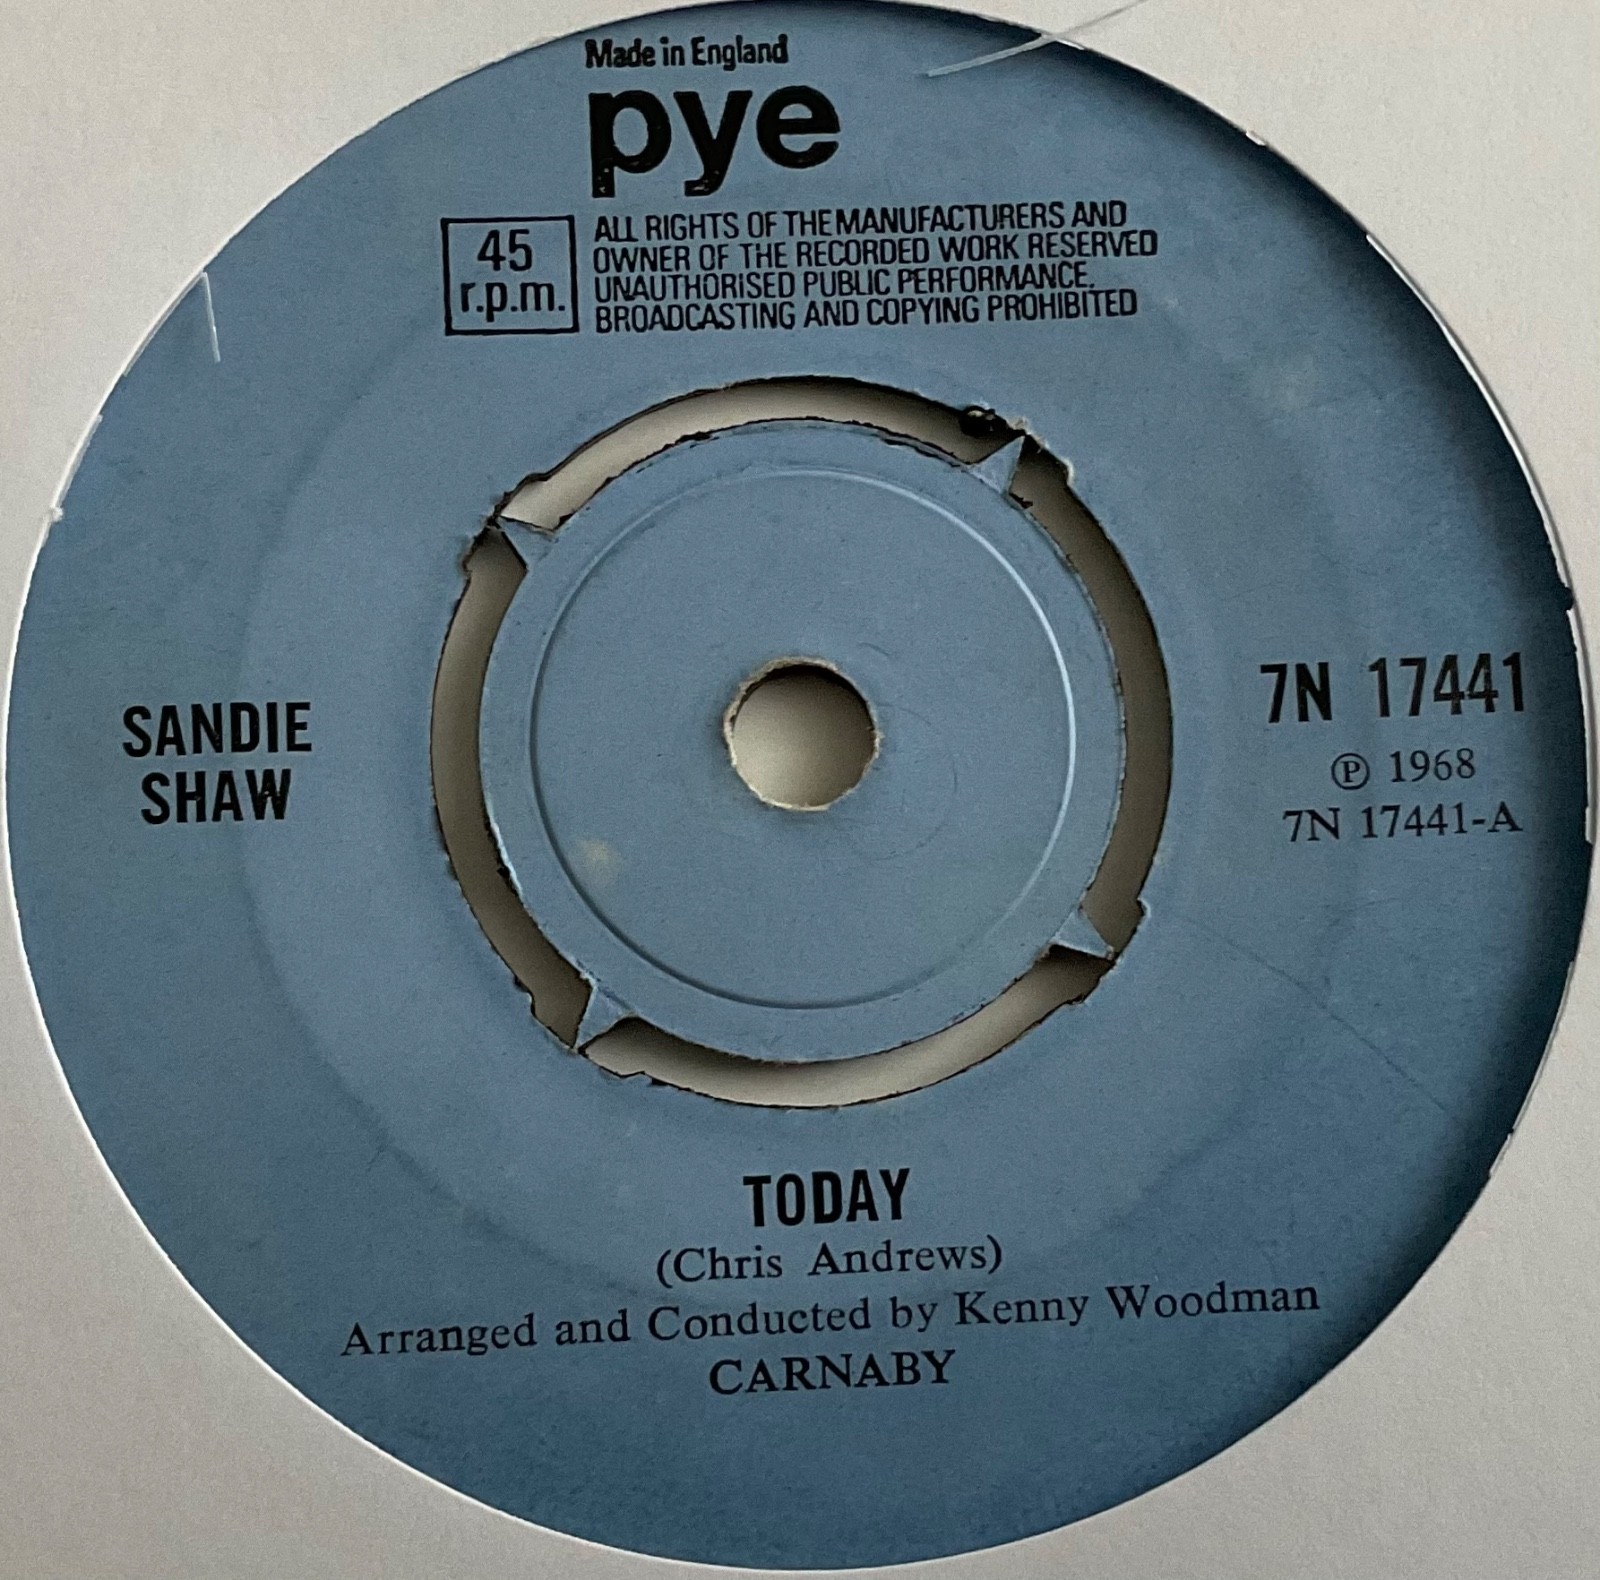 Made in England
pye
45
r.p.m.
ALL RIGHTS OF THE MANUFACTURERS AND
OWNER OF THE RECORDED WORK RESERVED
UNAUTHORISED PUBLIC PERFORMANCE,
BROADCASTING AND COPYING PROHIBITED
SANDIE
SHAW
7N 17441
Ⓟ 1968
7N 17441-A
TODAY
(Chris Andrews)
Arranged and Conducted by Kenny Woodman
CARNABY